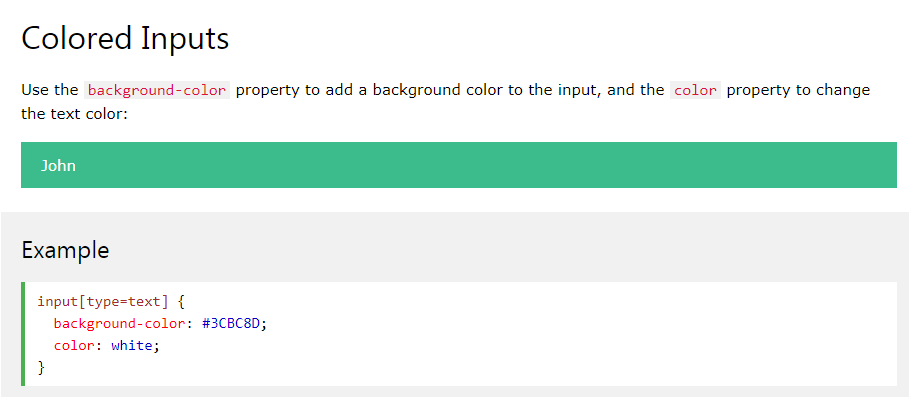 Colored Inputs
Use the background-color property to add a background color to the input, and the color property to change
the text color:
John
Example
input[type=text] {
  background-color: #3CBC8D;
  color: white;
}